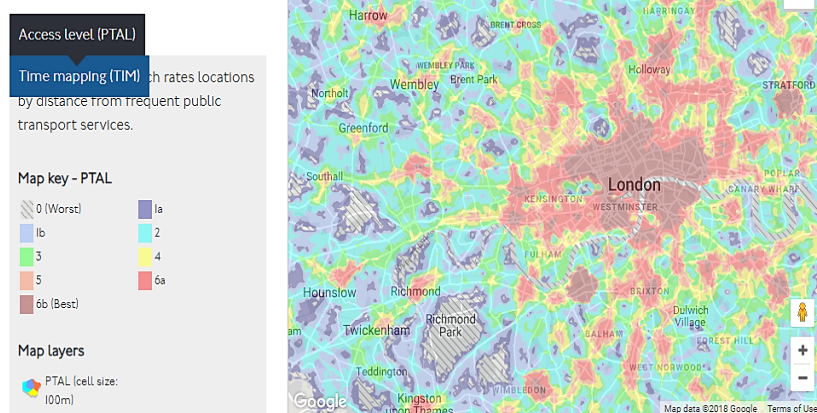 Access level (PTAL)
Time mapping (TIM)
ch rates locations
by distance from frequent public
transport services.
Map key - PTAL
0 (Worst)
1a
1b
2
3
4
5
6a
6b (Best)
Map layers
PTAL (cell size:
100m)
Harrow
BRENT CROSS
HARRINGAY
WEMBLEY PARK
Holloway
Wembley
Brent Park
Northolt
STRATFORD
Greenford
Southall
London
POPLAR
CANARY WHARF
KENSINGTON
WESTMINSTER
FULHAM
Hounslow
Richmond
BRIXTON
Dulwich
Village
Richmond
Park
am
Twickenham
BALHAM
FOREST HILL
WEST NORWOOD
Teddington
WIMBLEDON
Kingston
upon Thames
Google
Map data ©2018 Google
Terms of Use